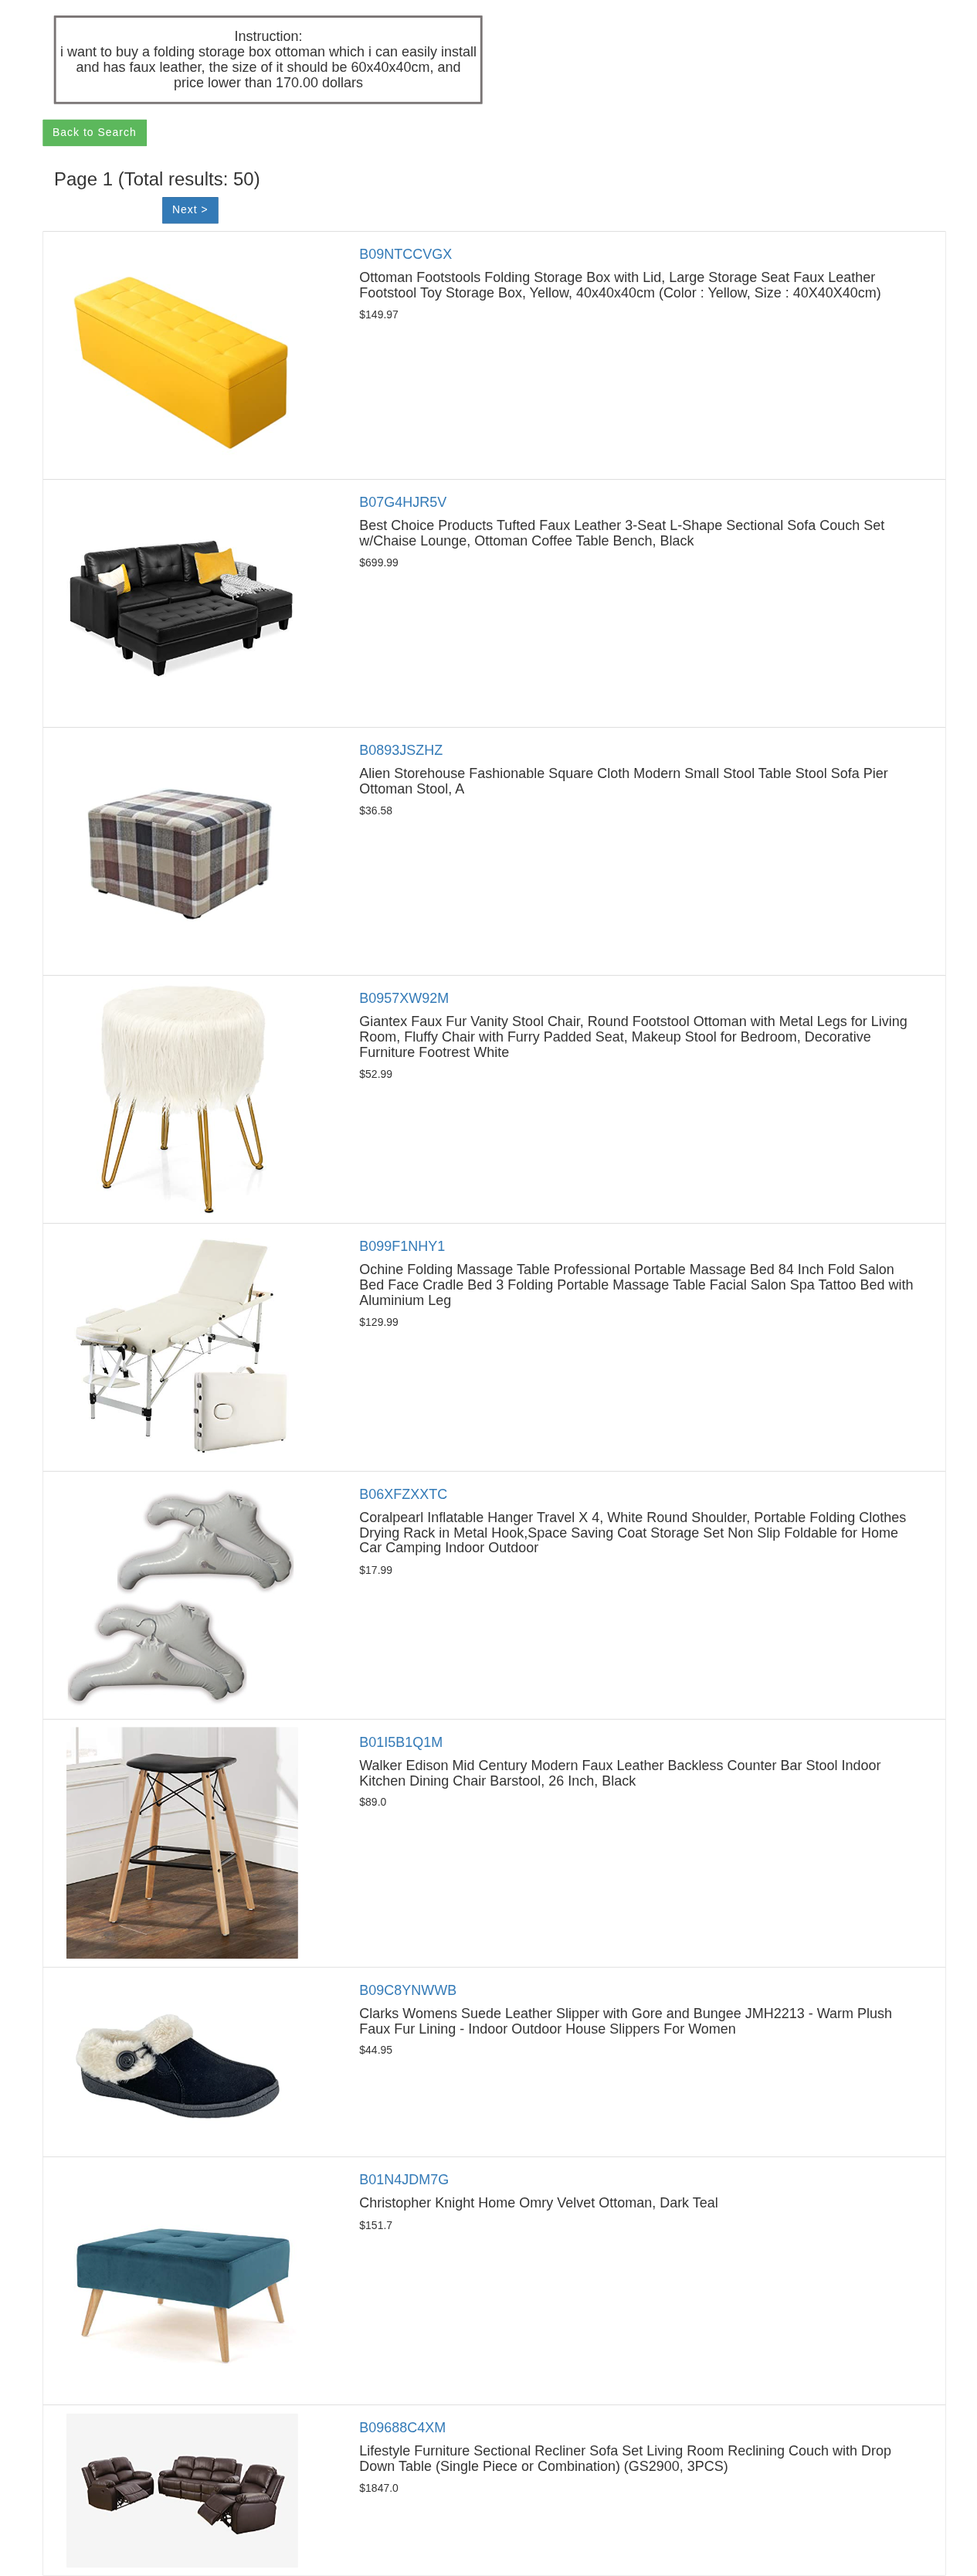 Instruction:
i want to buy a folding storage box ottoman which i can easily install
and has faux leather, the size of it should be 60x40x40cm, and
price lower than 170.00 dollars
Back to Search
Page 1 (Total results: 50)
Next >
B09NTCCVGX
Ottoman Footstools Folding Storage Box with Lid, Large Storage Seat Faux Leather
Footstool Toy Storage Box, Yellow, 40x40x40cm (Color : Yellow, Size : 40X40X40cm)
$149.97
B07G4HJR5V
Best Choice Products Tufted Faux Leather 3-Seat L-Shape Sectional Sofa Couch Set
w/Chaise Lounge, Ottoman Coffee Table Bench, Black
$699.99
B0893JSZHZ
Alien Storehouse Fashionable Square Cloth Modern Small Stool Table Stool Sofa Pier
Ottoman Stool, A
$36.58
B0957XW92M
Giantex Faux Fur Vanity Stool Chair, Round Footstool Ottoman with Metal Legs for Living
Room, Fluffy Chair with Furry Padded Seat, Makeup Stool for Bedroom, Decorative
Furniture Footrest White
$52.99
B099F1NHY1
Ochine Folding Massage Table Professional Portable Massage Bed 84 Inch Fold Salon
Bed Face Cradle Bed 3 Folding Portable Massage Table Facial Salon Spa Tattoo Bed with
Aluminium Leg
$129.99
B06XFZXXTC
Coralpearl Inflatable Hanger Travel X 4, White Round Shoulder, Portable Folding Clothes
Drying Rack in Metal Hook,Space Saving Coat Storage Set Non Slip Foldable for Home
Car Camping Indoor Outdoor
$17.99
B01I5B1Q1M
Walker Edison Mid Century Modern Faux Leather Backless Counter Bar Stool Indoor
Kitchen Dining Chair Barstool, 26 Inch, Black
$89.0
B09C8YNWWB
Clarks Womens Suede Leather Slipper with Gore and Bungee JMH2213 - Warm Plush
Faux Fur Lining - Indoor Outdoor House Slippers For Women
$44.95
B01N4JDM7G
Christopher Knight Home Omry Velvet Ottoman, Dark Teal
$151.7
B09688C4XM
Lifestyle Furniture Sectional Recliner Sofa Set Living Room Reclining Couch with Drop
Down Table (Single Piece or Combination) (GS2900, 3PCS)
$1847.0